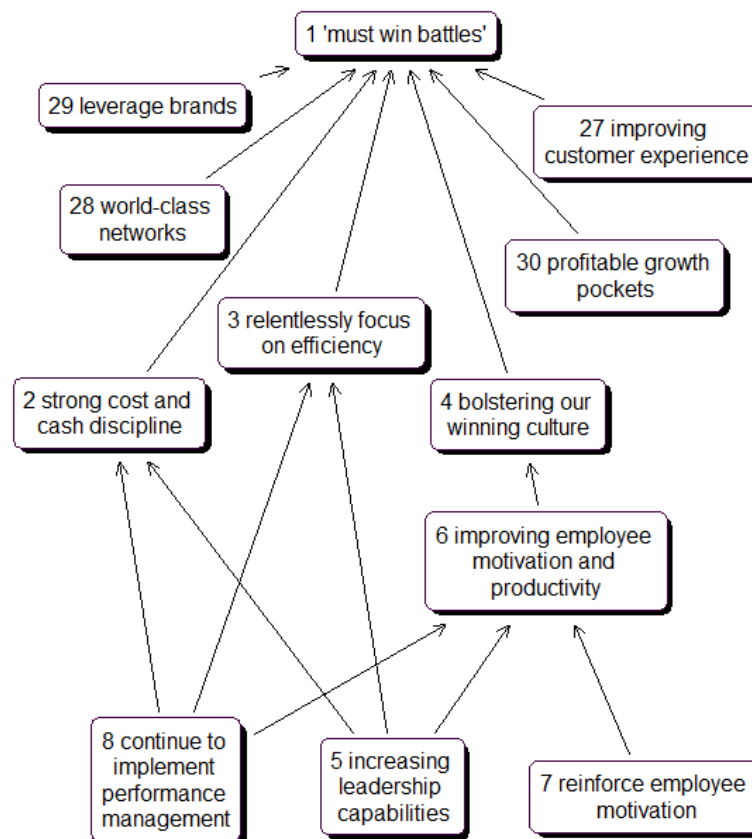 1 'must win battles'
29 leverage brands
27 improving
customer experience
28 world-class
networks
30 profitable growth
pockets
3 relentlessly focus
on efficiency
2 strong cost and
cash discipline
4 bolstering our
winning culture
6 improving employee
motivation and
productivity
8 continue to
implement
performance
management
5 increasing
leadership
capabilities
7 reinforce employee
motivation